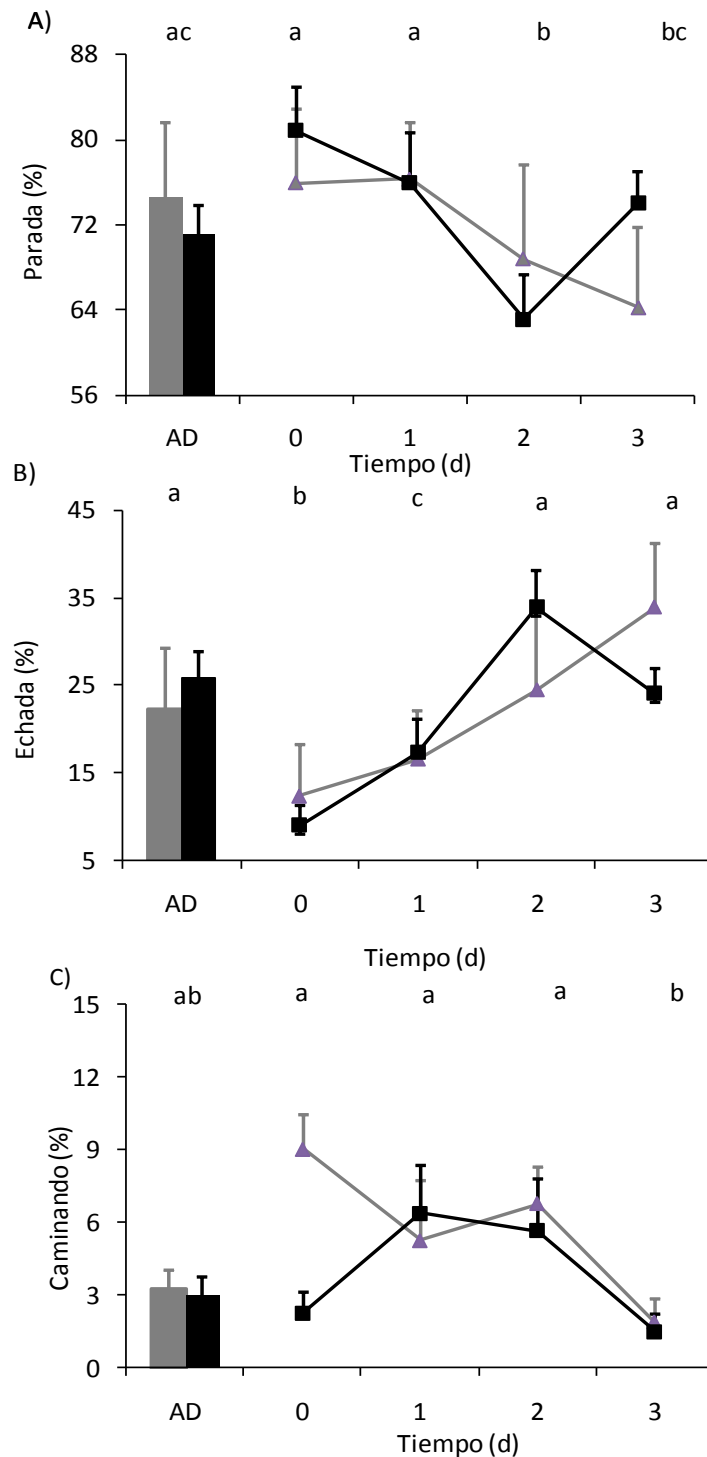 A)
ac a a b bc
88
80
72
64
56
Parada (%)
AD 0 1 2 3
Tiempo (d)
B)
a b c a a
45
35
25
15
5
Echada (%)
AD 0 1 2 3
Tiempo (d)
C)
ab a a a b
15
12
9
6
3
0
Caminando (%)
AD 0 1 2 3
Tiempo (d)